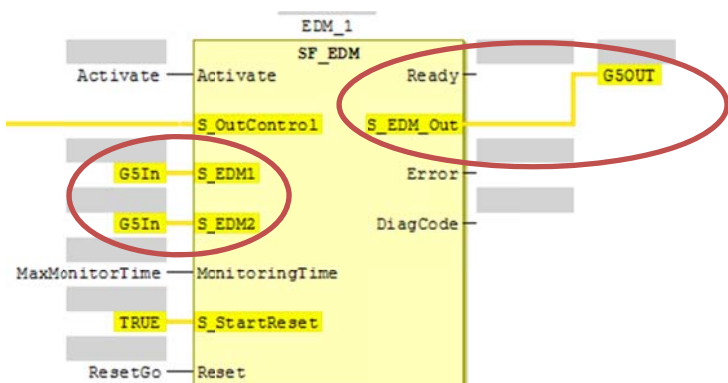 EDM_1
SF_EDM
Activate Activate Ready G5OUT
S_OutControl S_EDM_Out
G5In S_EDM1 Error
G5In S_EDM2 DiagCode
MaxMonitorTime MonitoringTime
TRUE S_StartReset
ResetGo Reset